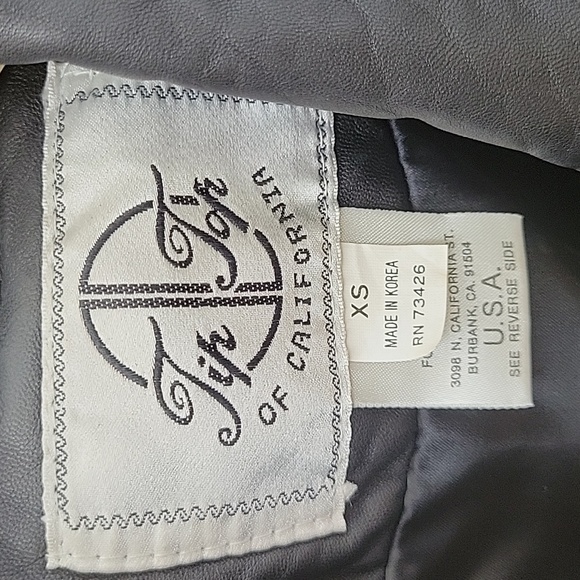 Tip Top
OF CALIFORNIA
XS
MADE IN KOREA
RN 73426
3098 N. CALIFORNIA ST.
BURBANK, CA. 91504
U.S.A.
SEE REVERSE SIDE